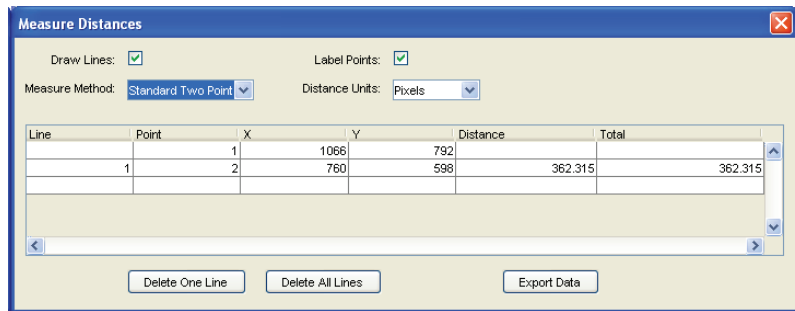 Measure Distances
Draw Lines: Label Points:
Measure Method: Standard Two Point Distance Units: Pixels
Line Point X Y Distance Total
1 1066 792
1 2 760 598 362.315 362.315
Delete One Line Delete All Lines Export Data